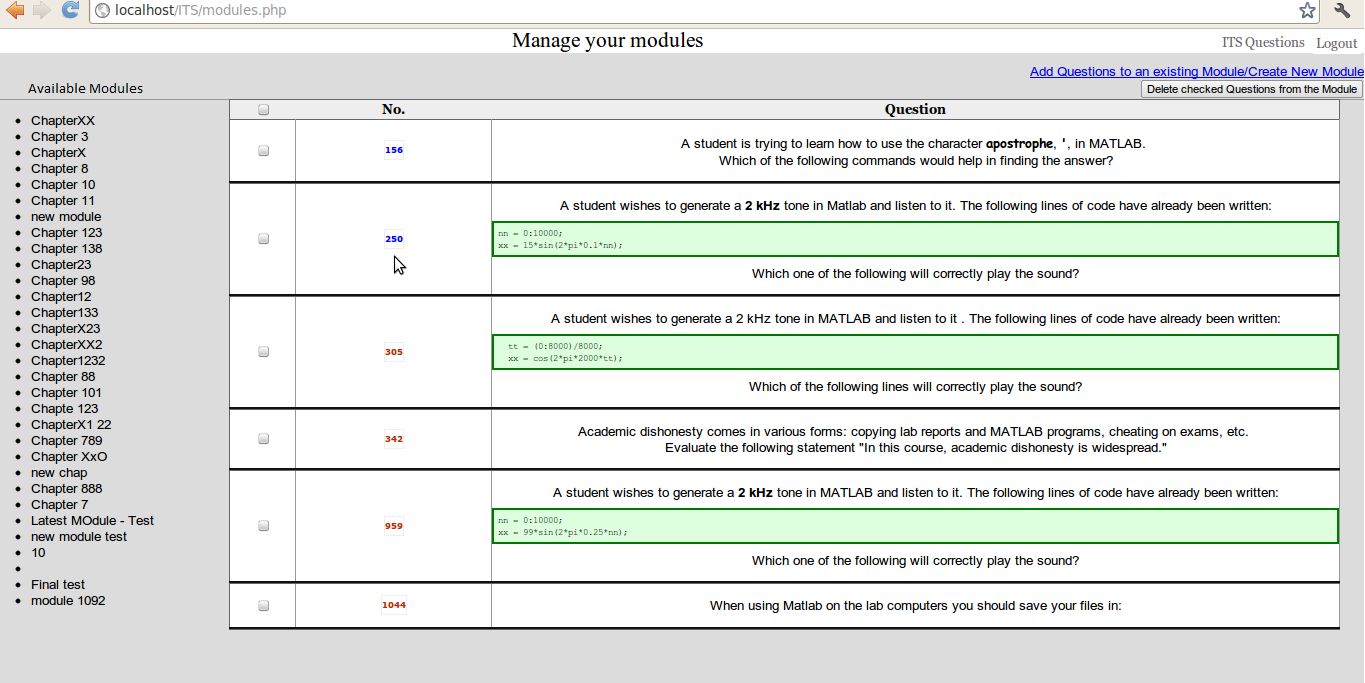 localhost/ITS/modules.php
Manage your modules
ITS Questions Logout
Add Questions to an existing Module/Create New Module
Available Modules
Delete checked Questions from the Module
ChapterXX
Chapter 3
ChapterX
Chapter 8
Chapter 10
Chapter 11
new module
Chapter 123
Chapter 138
Chapter23
Chapter 98
Chapter12
Chapter133
ChapterX23
ChapterXX2
Chapter1232
Chapter 88
Chapter 101
Chapte 123
ChapterX1 22
Chapter 789
Chapter XxO
new chap
Chapter 888
Chapter 7
Latest MOdule - Test
new module test
10
Final test
module 1092
No. Question
156
A student is trying to learn how to use the character apostrophe, ', in MATLAB.
Which of the following commands would help in finding the answer?
250
A student wishes to generate a 2 kHz tone in Matlab and listen to it. The following lines of code have already been written:
nn = 0:10000;
xx = 15*sin(2*pi*0.1*nn);
Which one of the following will correctly play the sound?
305
A student wishes to generate a 2 kHz tone in MATLAB and listen to it . The following lines of code have already been written:
tt = (0:8000)/8000;
xx = cos(2*pi*2000*tt);
Which of the following lines will correctly play the sound?
342
Academic dishonesty comes in various forms: copying lab reports and MATLAB programs, cheating on exams, etc.
Evaluate the following statement "In this course, academic dishonesty is widespread."
959
A student wishes to generate a 2 kHz tone in MATLAB and listen to it. The following lines of code have already been written:
nn = 0:10000;
xx = 99*sin(2*pi*0.25*nn);
Which one of the following will correctly play the sound?
1044
When using Matlab on the lab computers you should save your files in: